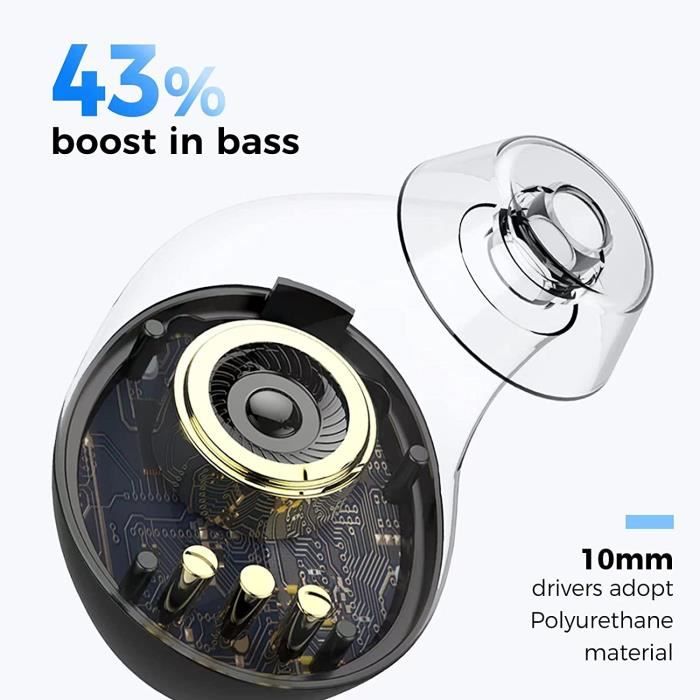 43%
boost in bass
10mm
drivers adopt
Polyurethane
material